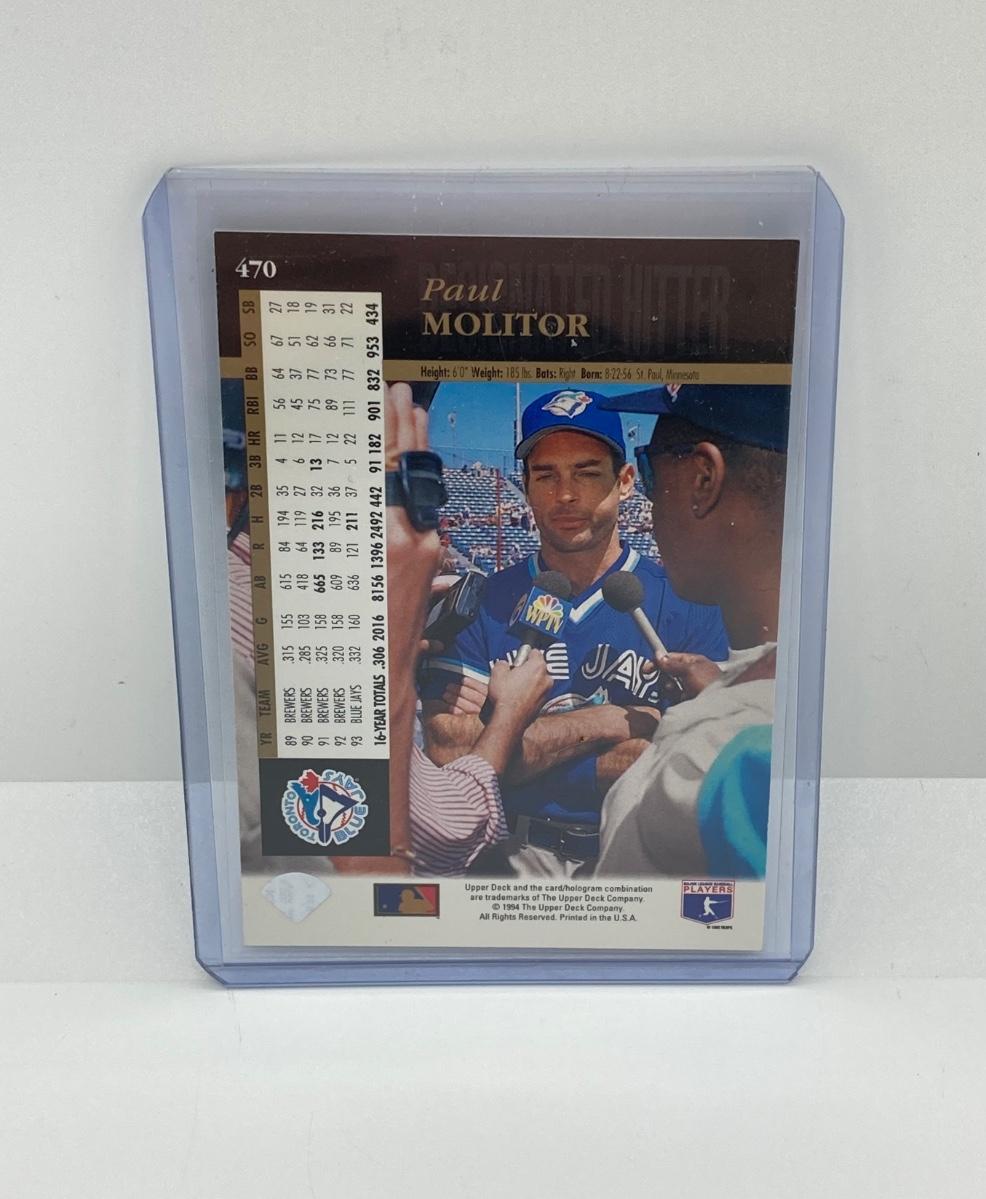 470
DESIGNATED HITTER
Paul
MOLITOR
Height: 6'0" Weight: 185 lbs. Bats: Right Born: 8-22-56 St. Paul, Minnesota
YR TEAM AVG G AB R H 2B 3B HR RBI BB SO SB
89 BREWERS .315 155 615 84 194 35 4 11 56 64 67 27
90 BREWERS .285 103 418 64 119 27 6 12 45 37 51 18
91 BREWERS .325 158 665 133 216 32 13 17 75 77 62 19
92 BREWERS .320 158 609 89 195 36 7 12 89 73 66 31
93 BLUE JAYS .332 160 636 121 211 37 5 22 111 77 71 22
16-YEAR TOTALS .306 2016 8156 1396 2492 442 91 182 901 832 953 434
TORONTO
BLUE JAYS
WPTV
JAYS
Upper Deck and the card/hologram combination
are trademarks of The Upper Deck Company.
© 1994 The Upper Deck Company.
All Rights Reserved. Printed in the U.S.A.
MAJOR LEAGUE BASEBALL
PLAYERS